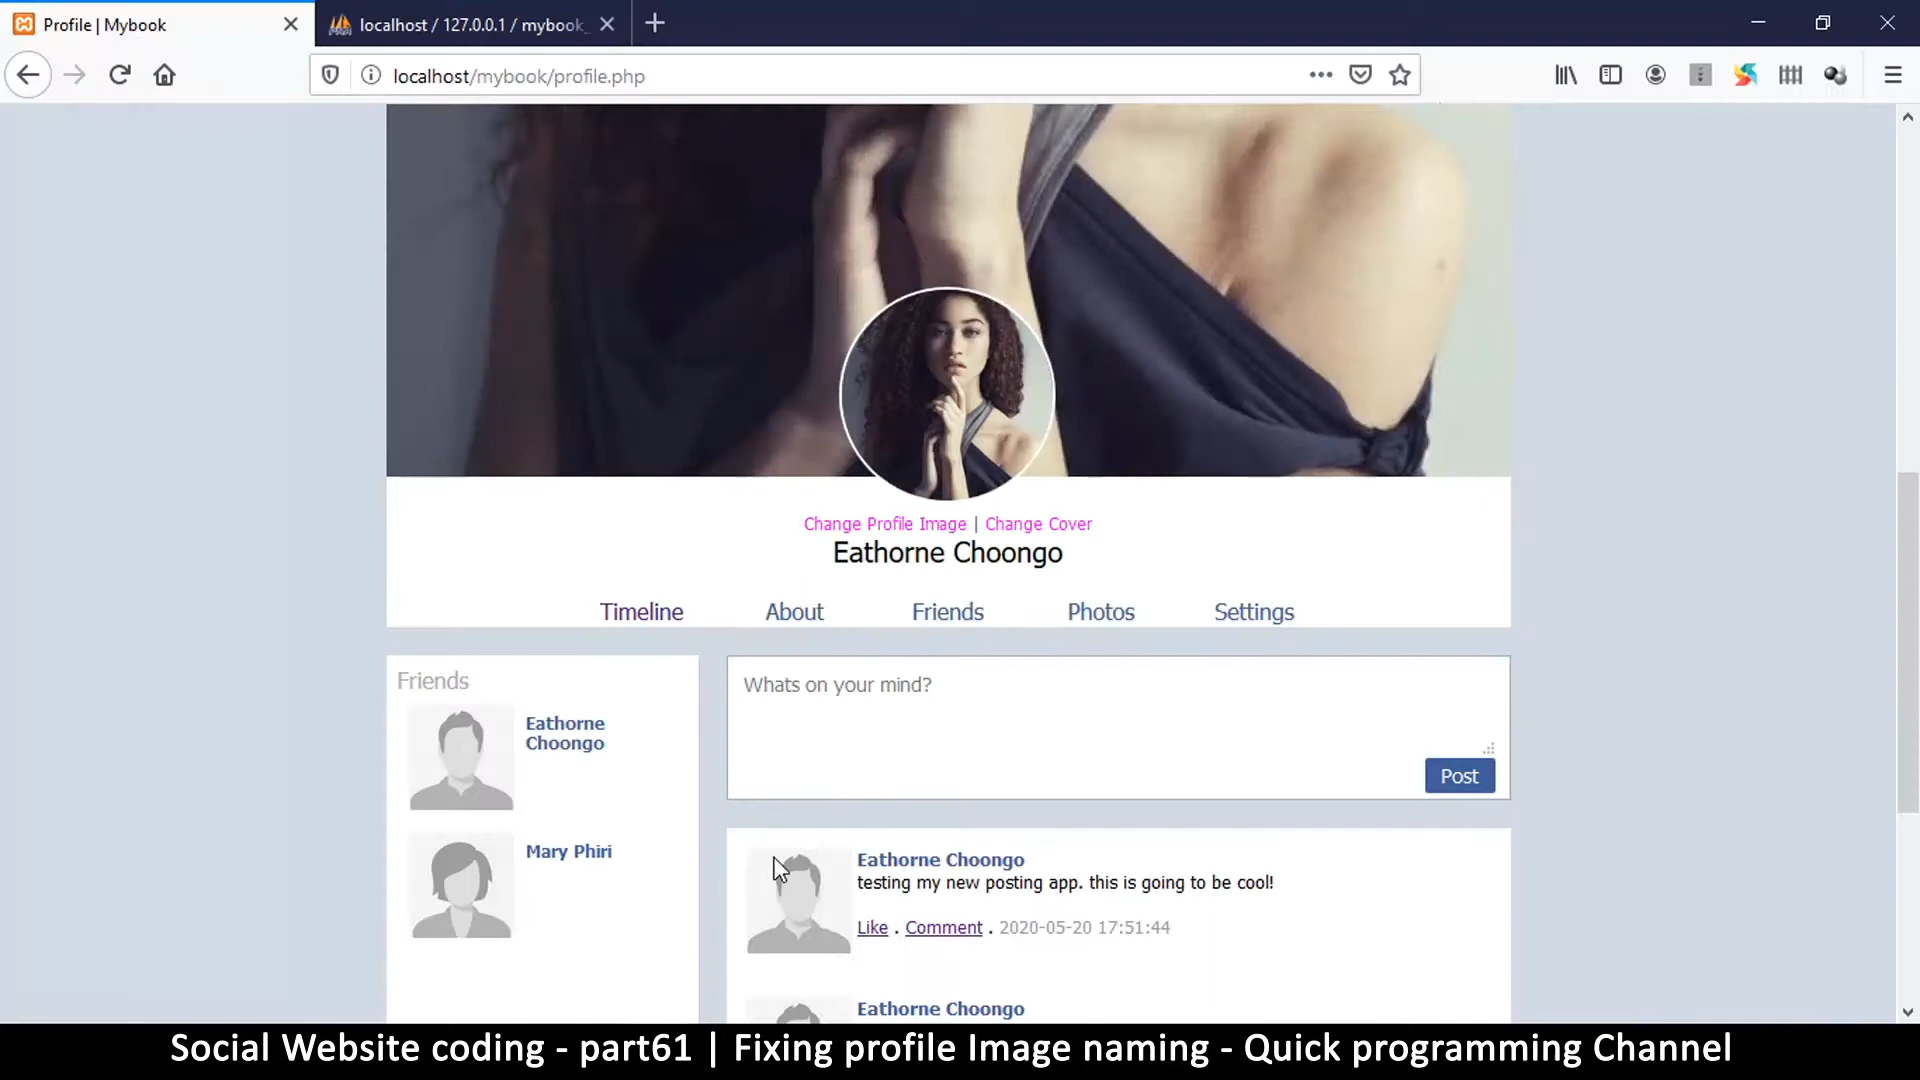 Profile | Mybook
localhost / 127.0.0.1 / mybook_
localhost/mybook/profile.php
Change Profile Image | Change Cover
Eathorne Choongo
Timeline About Friends Photos Settings
Friends
Eathorne
Choongo
Mary Phiri
Whats on your mind?
Post
Eathorne Choongo
testing my new posting app. this is going to be cool!
Like . Comment . 2020-05-20 17:51:44
Eathorne Choongo
Social Website coding - part61 | Fixing profile Image naming - Quick programming Channel